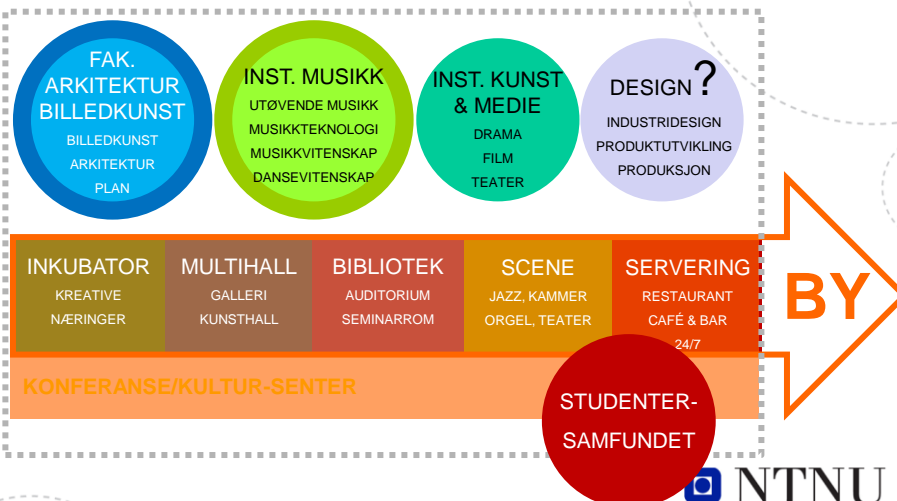 FAK.
ARKITEKTUR
BILLEDKUNST
BILLEDKUNST
ARKITEKTUR
PLAN
INST. MUSIKK
UTØVENDE MUSIKK
MUSIKKTEKNOLOGI
MUSIKKVITENSKAP
DANSEVITENSKAP
INST. KUNST
& MEDIE
DRAMA
FILM
TEATER
DESIGN ?
INDUSTRIDESIGN
PRODUKTUTVIKLING
PRODUKSJON
INKUBATOR
KREATIVE
NÆRINGER
MULTIHALL
GALLERI
KUNSTHALL
BIBLIOTEK
AUDITORIUM
SEMINARROM
SCENE
JAZZ, KAMMER
ORGEL, TEATER
SERVERING
RESTAURANT
CAFÉ & BAR
24/7
BY
KONFERANSE/KULTUR-SENTER
STUDENTER-
SAMFUNDET
NTNU